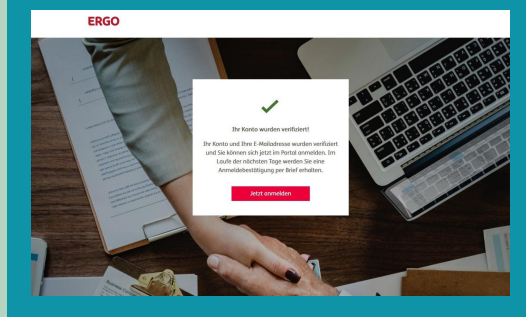 ERGO
Ihr Konto wurden verifiziert!
Ihr Konto und Ihre E-Mailadresse wurden verifiziert
und Sie können sich jetzt im Portal anmelden. Im
Laufe der nächsten Tage werden Sie eine
Anmeldebestätigung per Brief erhalten.
Jetzt anmelden